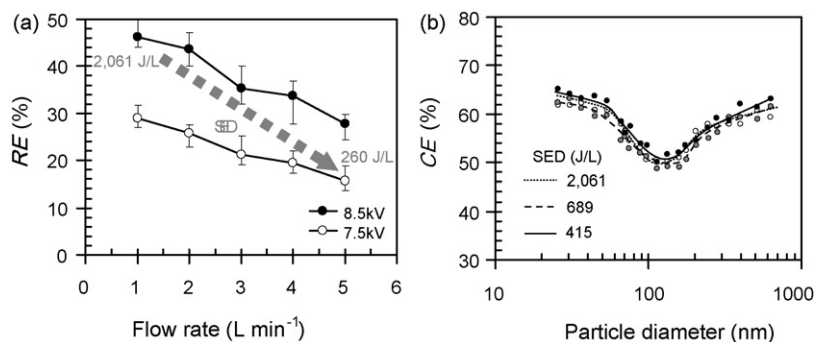 (a)
50
40
30
20
10
0
RE (%)
2,061 J/L
SED
260 J/L
8.5kV
7.5kV
0 1 2 3 4 5 6
Flow rate (L min⁻¹)
(b)
80
70
60
50
40
30
CE (%)
SED (J/L)
2,061
689
415
10 100 1000
Particle diameter (nm)